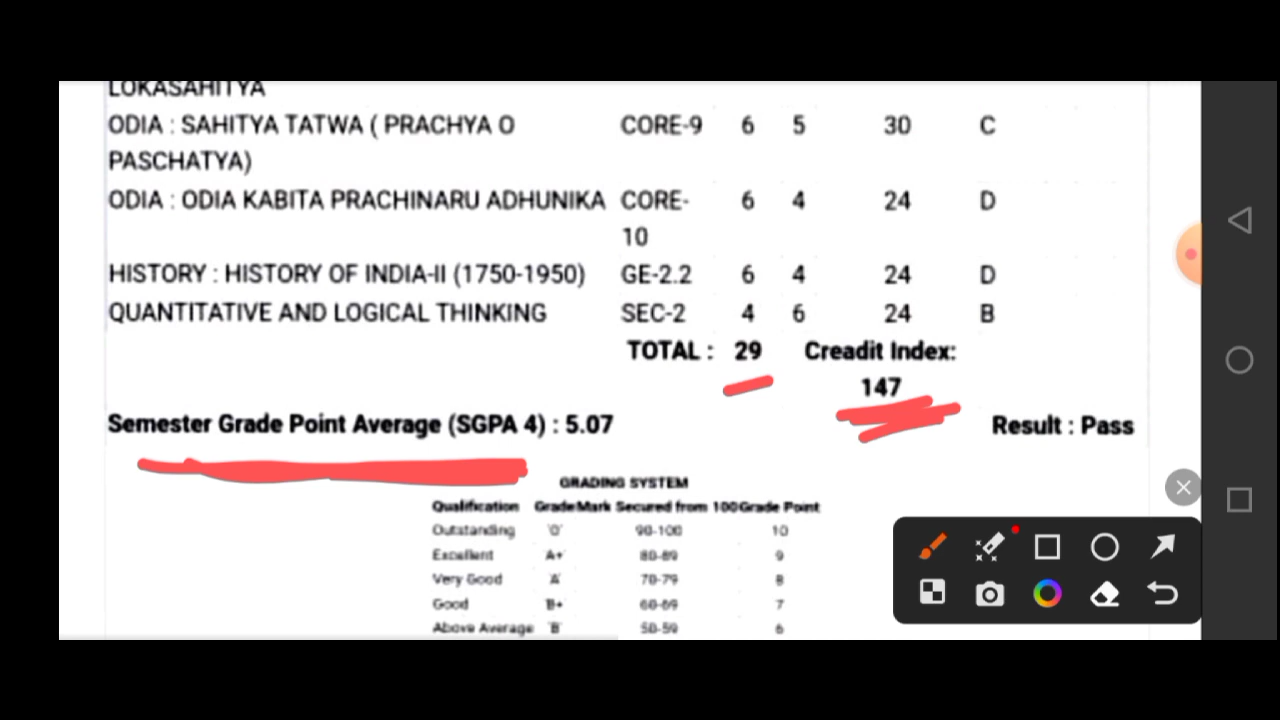 LOKASAHITYA
ODIA : SAHITYA TATWA ( PRACHYA O PASCHATYA) CORE-9 6 5 30 C
ODIA : ODIA KABITA PRACHINARU ADHUNIKA CORE-10 6 4 24 D
HISTORY : HISTORY OF INDIA-II (1750-1950) GE-2.2 6 4 24 D
QUANTITATIVE AND LOGICAL THINKING SEC-2 4 6 24 B
TOTAL : 29 Creadit Index: 147
Semester Grade Point Average (SGPA 4) : 5.07 Result : Pass
GRADING SYSTEM
Qualification Grade Mark Secured from 100 Grade Point
Outstanding 'O' 90-100 10
Excellent 'A+' 80-89 9
Very Good 'A' 70-79 8
Good 'B+' 60-69 7
Above Average 'B' 50-59 6